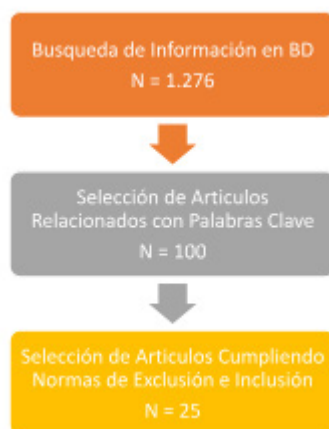 Busqueda de Información en BD
N = 1.276
Selección de Articulos
Relacionados con Palabras Clave
N = 100
Selección de Articulos Cumpliendo
Normas de Exclusión e Inclusión
N = 25